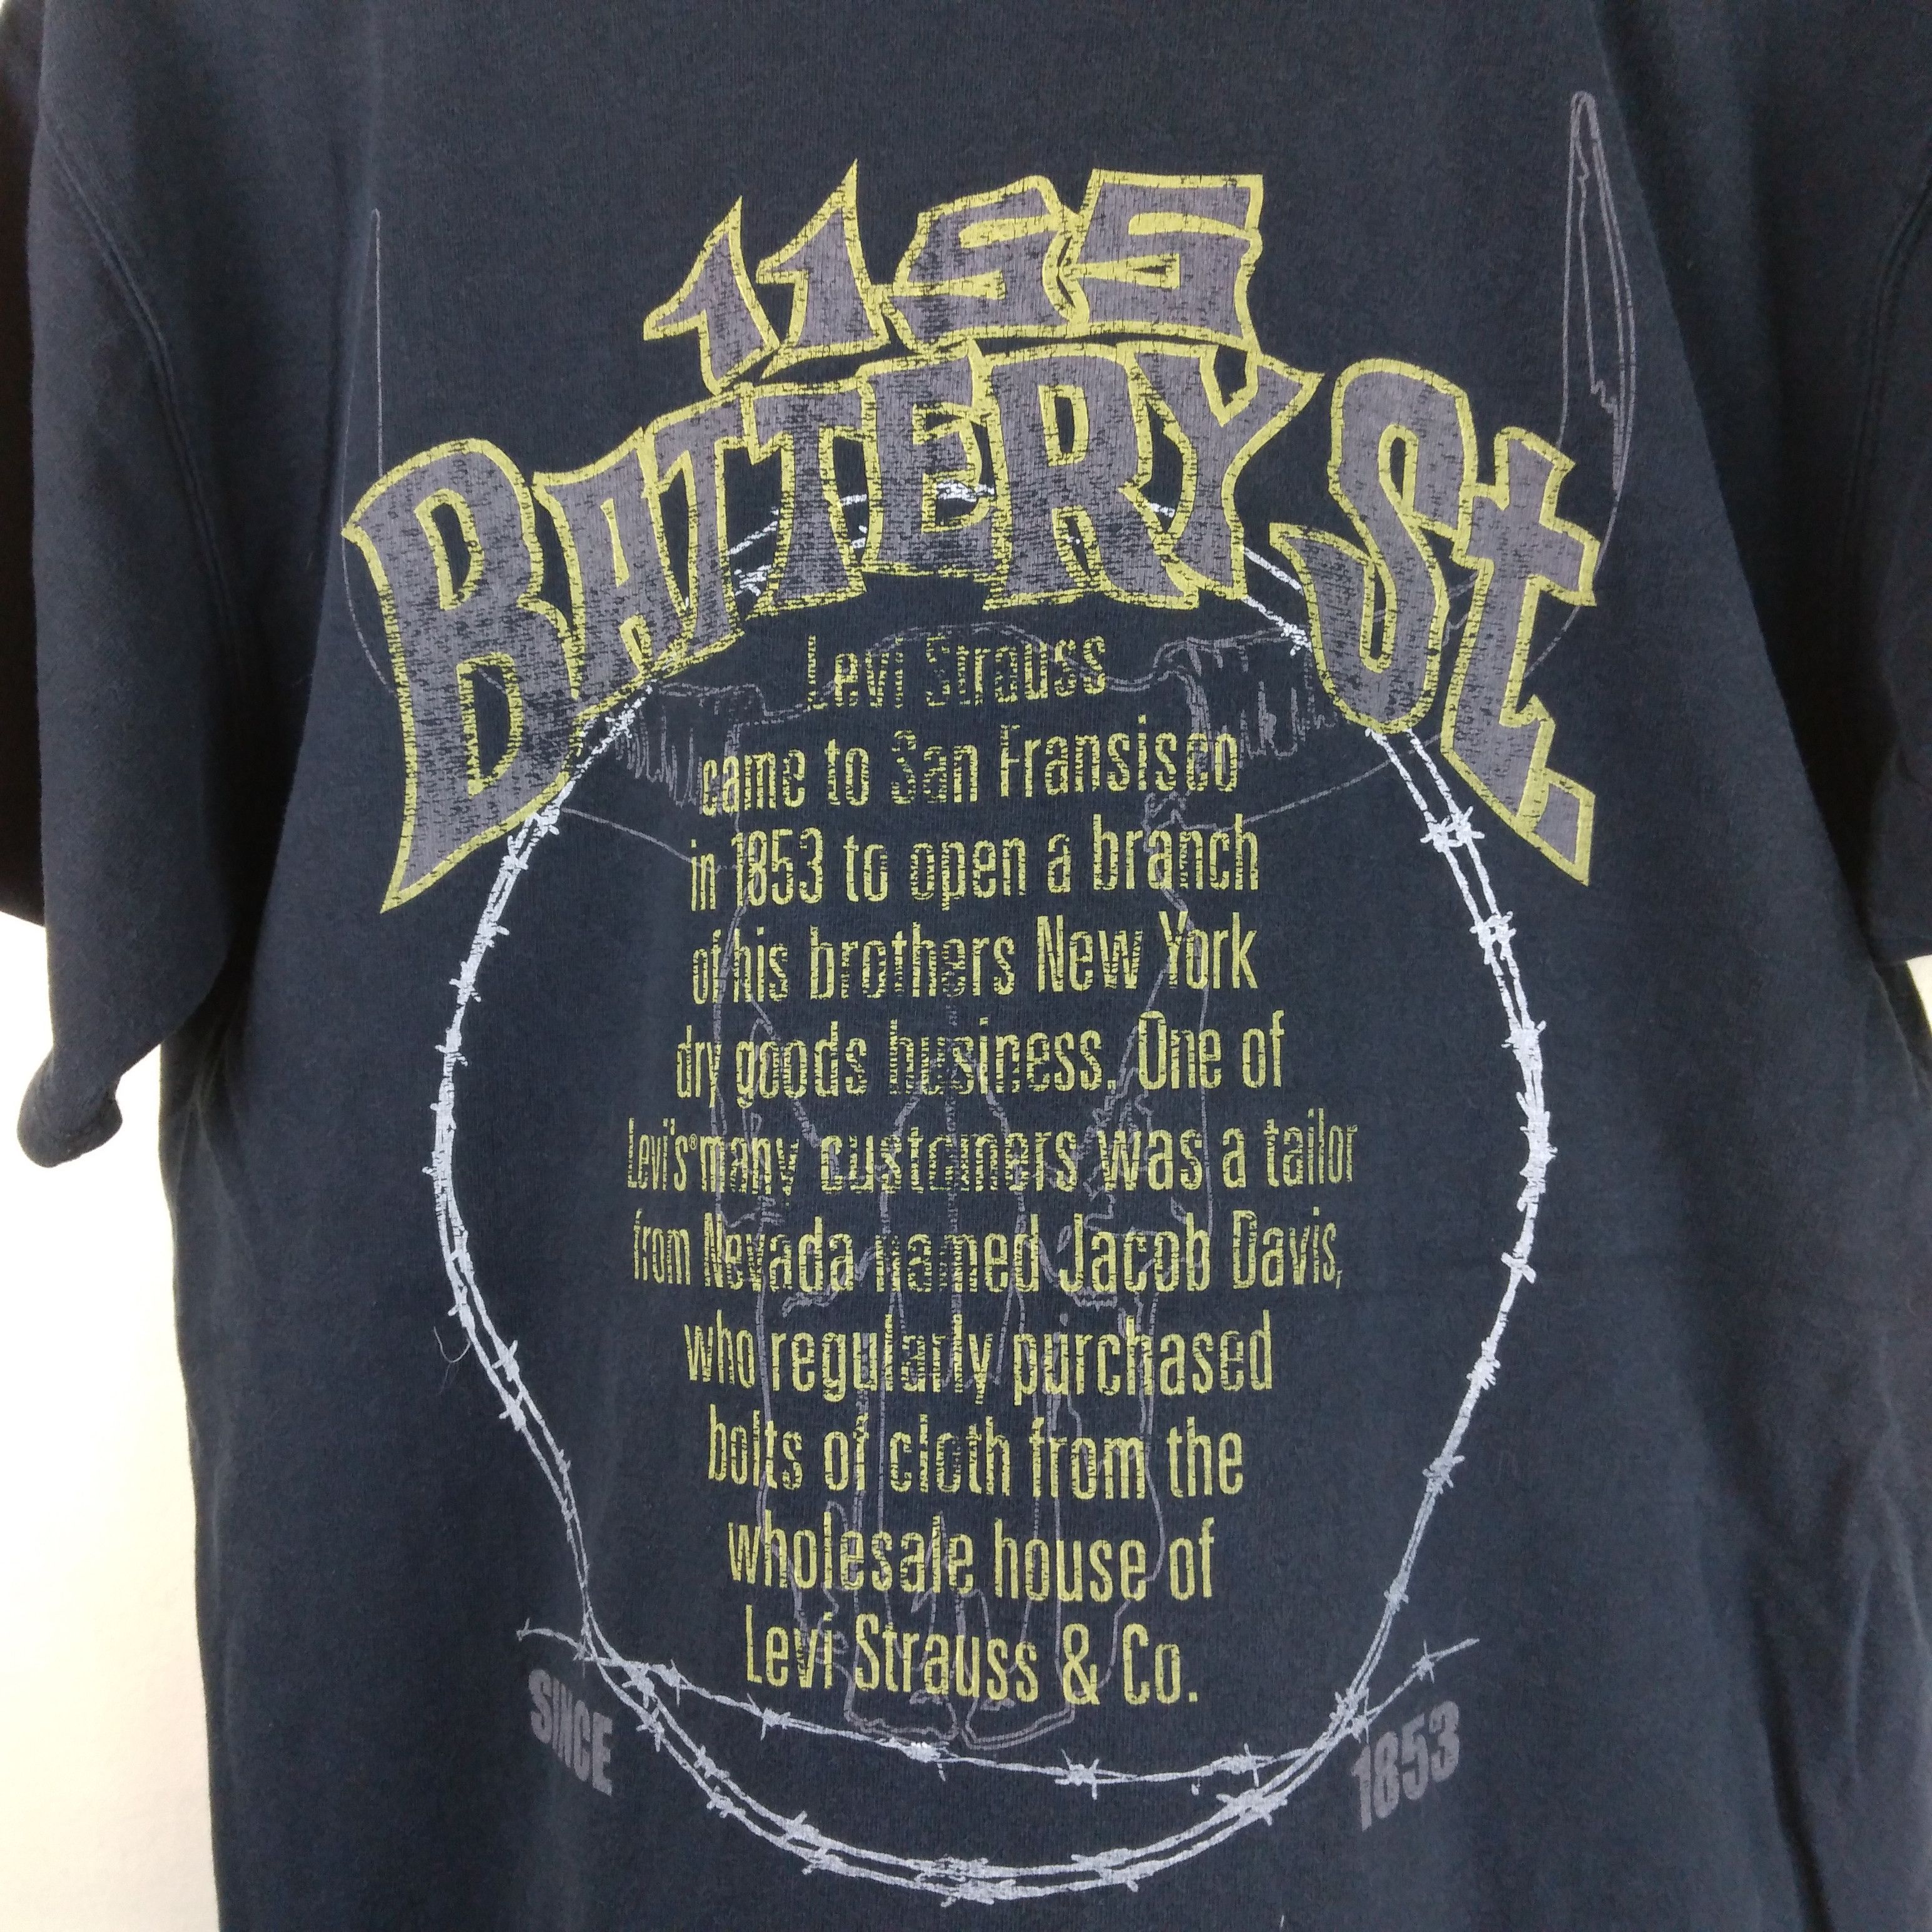 1155
BATTERY St.
Levi Strauss
came to San Fransisco
in 1853 to open a branch
of his brothers New York
dry goods business. One of
Levi's® many customers was a tailor
from Nevada named Jacob Davis,
who regularly purchased
bolts of cloth from the
wholesale house of
Levi Strauss & Co.
SINCE 1853